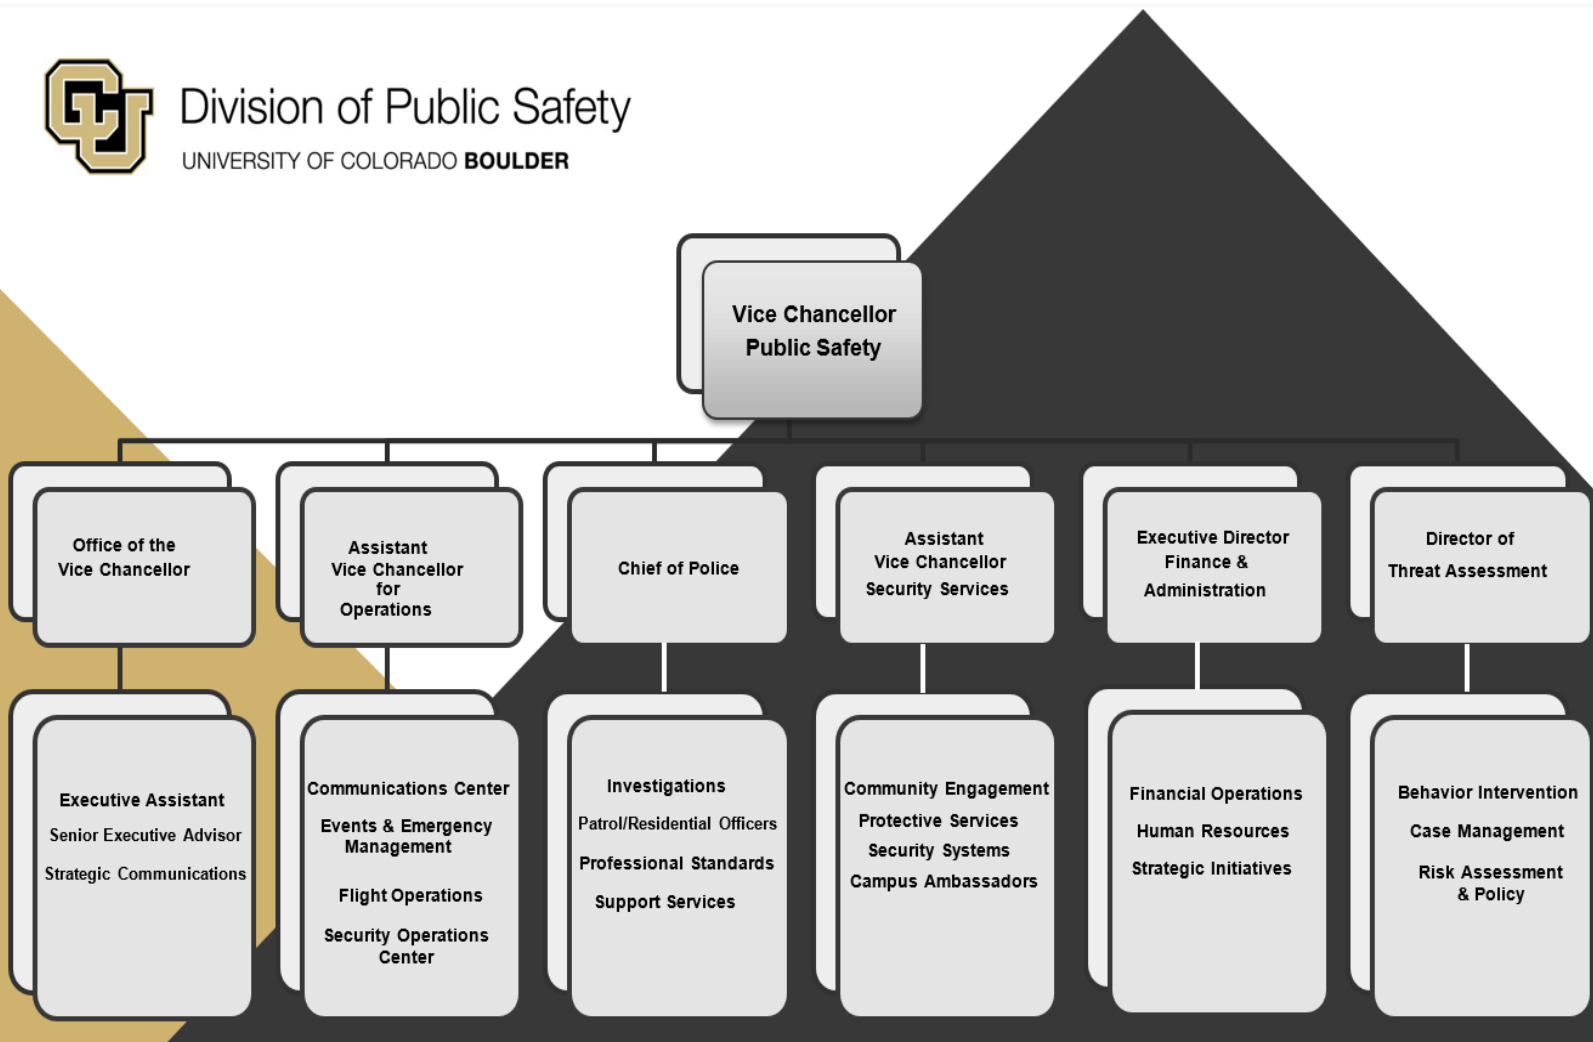 CU
Division of Public Safety
UNIVERSITY OF COLORADO BOULDER
Vice Chancellor
Public Safety
Office of the
Vice Chancellor
Assistant
Vice Chancellor
for
Operations
Chief of Police
Assistant
Vice Chancellor
Security Services
Executive Director
Finance &
Administration
Director of
Threat Assessment
Executive Assistant
Senior Executive Advisor
Strategic Communications
Communications Center
Events & Emergency
Management
Flight Operations
Security Operations
Center
Investigations
Patrol/Residential Officers
Professional Standards
Support Services
Community Engagement
Protective Services
Security Systems
Campus Ambassadors
Financial Operations
Human Resources
Strategic Initiatives
Behavior Intervention
Case Management
Risk Assessment
& Policy